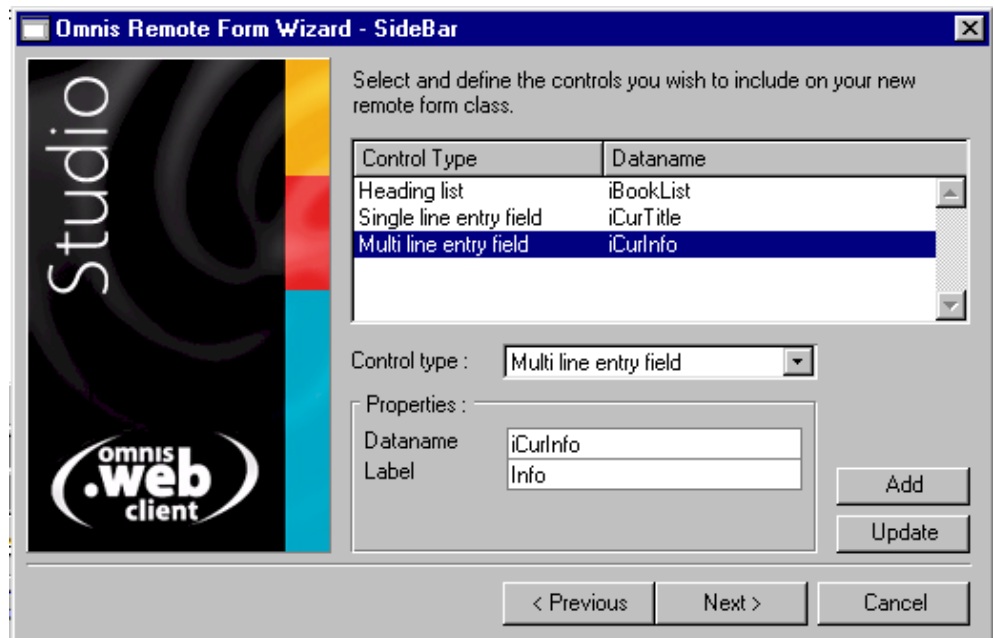 Omnis Remote Form Wizard - SideBar
Studio
omnis
.web
client
Select and define the controls you wish to include on your new
remote form class.
Control Type Dataname
Heading list iBookList
Single line entry field iCurTitle
Multi line entry field iCurInfo
Control type : Multi line entry field
Properties :
Dataname iCurInfo
Label Info
Add
Update
< Previous Next > Cancel